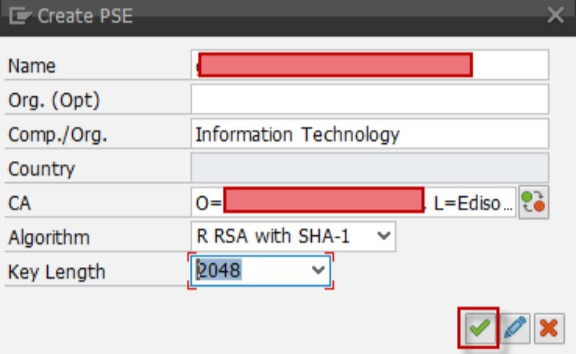 Create PSE
Name
Org. (Opt)
Comp./Org. Information Technology
Country
CA O= , L=Ediso...
Algorithm R RSA with SHA-1
Key Length 2048